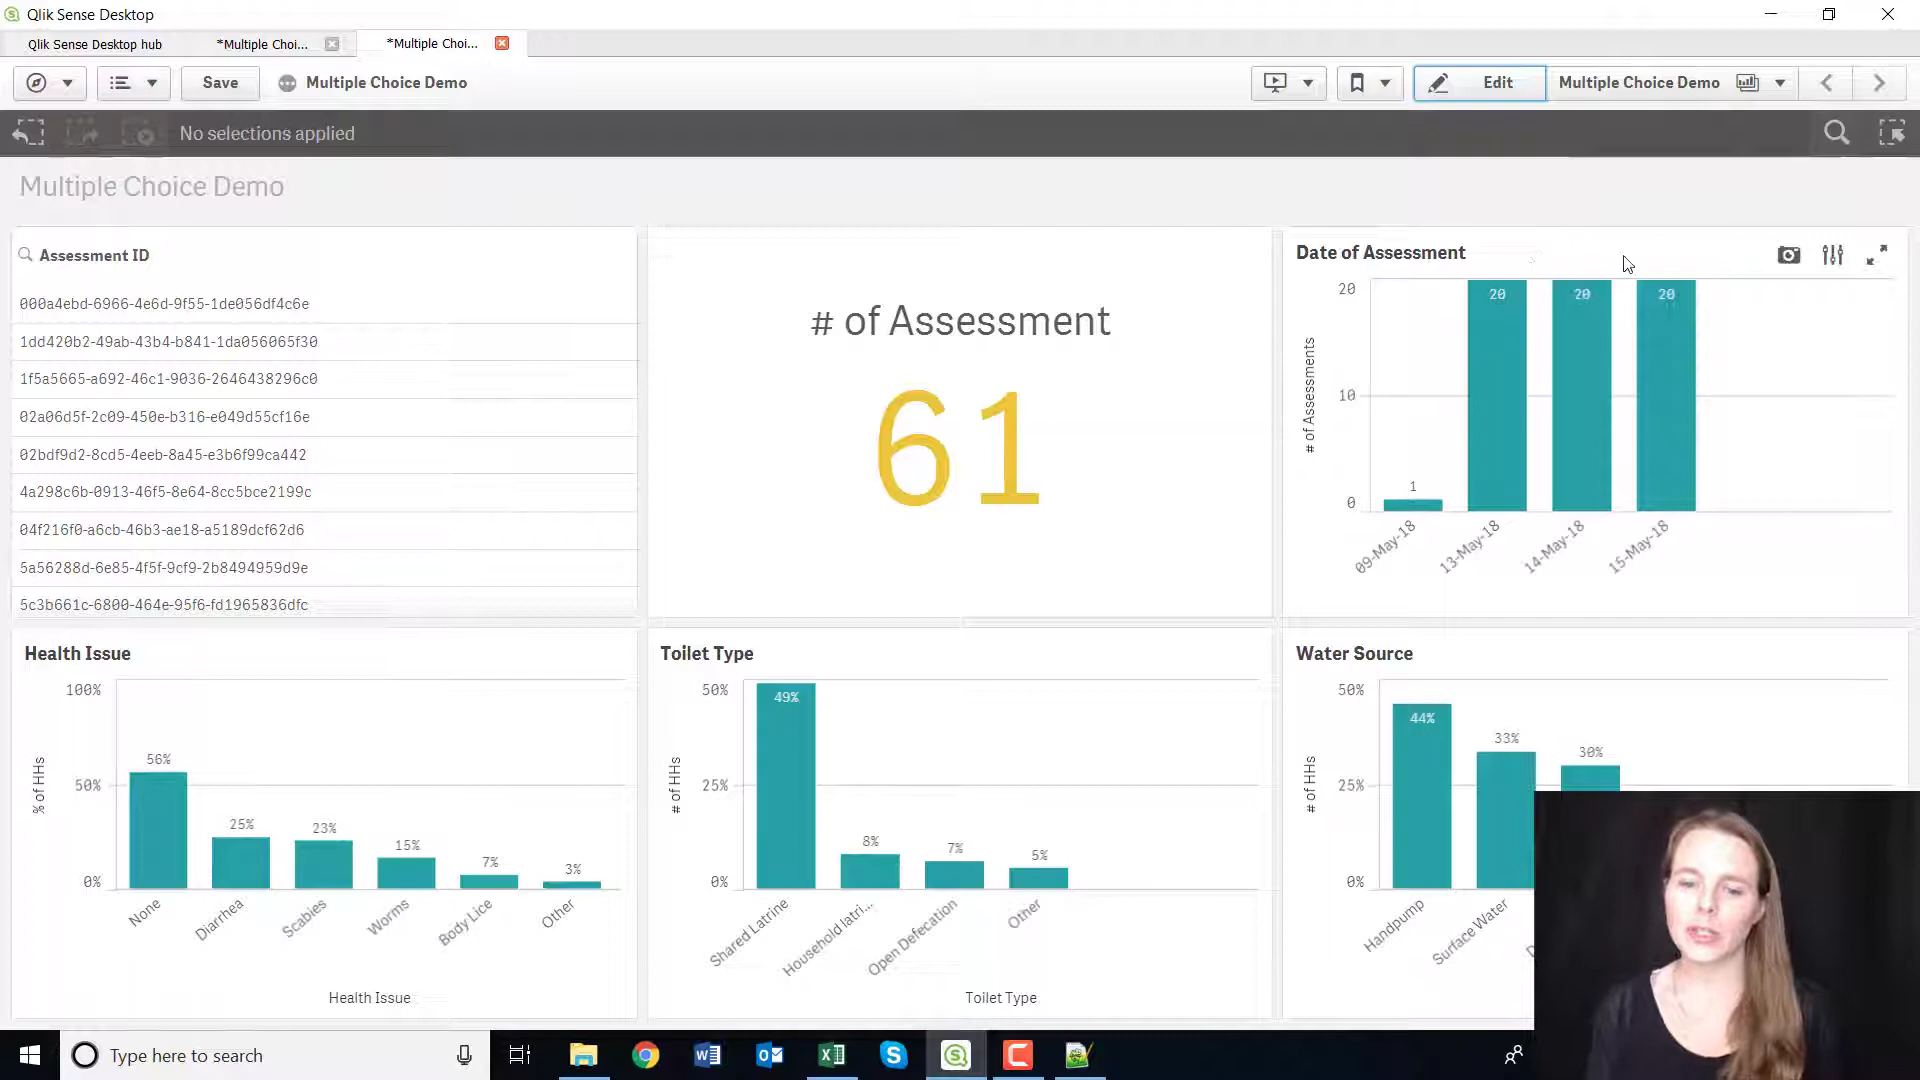 Qlik Sense Desktop
Qlik Sense Desktop hub
*Multiple Choi...
*Multiple Choi...
Save
Multiple Choice Demo
Edit
Multiple Choice Demo
No selections applied
Multiple Choice Demo
Assessment ID
000a4ebd-6966-4e6d-9f55-1de056df4c6e
1dd420b2-49ab-43b4-b841-1da056065f30
1f5a5665-a692-46c1-9036-2646438296c0
02a06d5f-2c09-450e-b316-e049d55cf16e
02bdf9d2-8cd5-4eeb-8a45-e3b6f99ca442
4a298c6b-0913-46f5-8e64-8cc5bce2199c
04f216f0-a6cb-46b3-ae18-a5189dcf62d6
5a56288d-6e85-4f5f-9cf9-2b8494959d9e
5c3b661c-6800-464e-95f6-fd1965836dfc
# of Assessment
61
Date of Assessment
# of Assessments
20
10
0
1
20
20
20
09-May-18
13-May-18
14-May-18
15-May-18
Health Issue
% of HHs
100%
50%
0%
56%
25%
23%
15%
7%
3%
None
Diarrhea
Scabies
Worms
Body Lice
Other
Health Issue
Toilet Type
# of HHs
50%
25%
0%
49%
8%
7%
5%
Shared Latrine
Household latri...
Open Defecation
Other
Toilet Type
Water Source
# of HHs
50%
25%
0%
44%
33%
30%
Handpump
Surface Water
Type here to search